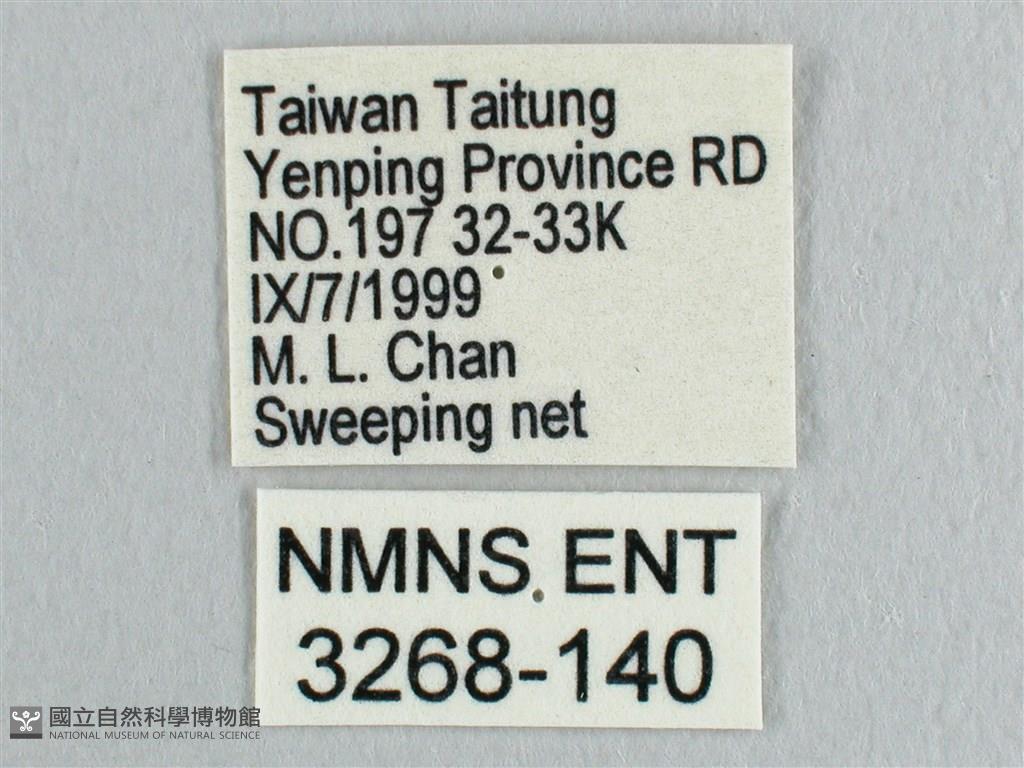 Taiwan Taitung
Yenping Province RD
NO.197 32-33K
IX/7/1999
M. L. Chan
Sweeping net
NMNS ENT
3268-140
國立自然科學博物館
NATIONAL MUSEUM OF NATURAL SCIENCE